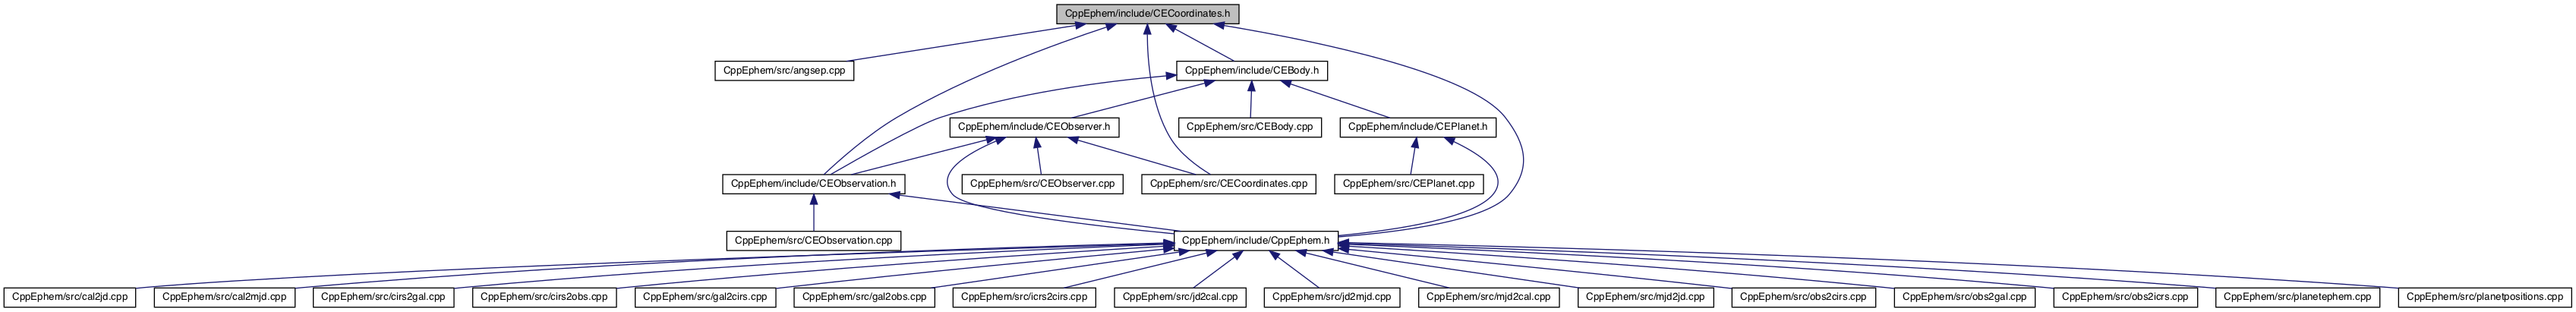 CppEphem/include/CECoordinates.h
CppEphem/src/angsep.cpp
CppEphem/include/CEBody.h
CppEphem/include/CEObserver.h
CppEphem/src/CEBody.cpp
CppEphem/include/CEPlanet.h
CppEphem/include/CEObservation.h
CppEphem/src/CEObserver.cpp
CppEphem/src/CECoordinates.cpp
CppEphem/src/CEPlanet.cpp
CppEphem/src/CEObservation.cpp
CppEphem/include/CppEphem.h
CppEphem/src/cal2jd.cpp
CppEphem/src/cal2mjd.cpp
CppEphem/src/cirs2gal.cpp
CppEphem/src/cirs2obs.cpp
CppEphem/src/gal2cirs.cpp
CppEphem/src/gal2obs.cpp
CppEphem/src/icrs2cirs.cpp
CppEphem/src/jd2cal.cpp
CppEphem/src/jd2mjd.cpp
CppEphem/src/mjd2cal.cpp
CppEphem/src/mjd2jd.cpp
CppEphem/src/obs2cirs.cpp
CppEphem/src/obs2gal.cpp
CppEphem/src/obs2icrs.cpp
CppEphem/src/planetephem.cpp
CppEphem/src/planetpositions.cpp